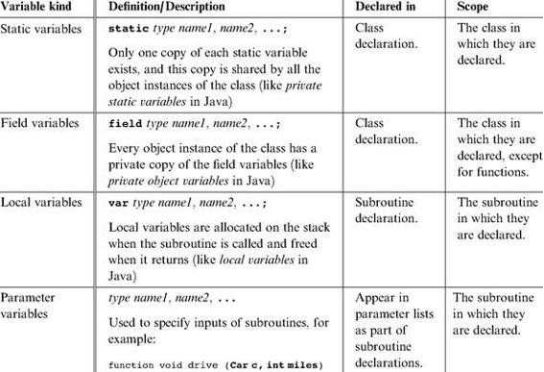 Variable kind Definition/Description Declared in Scope
Static variables static type name1, name2, ...; Class The class in
declaration. which they are
Only one copy of each static variable declared.
exists, and this copy is shared by all the
object instances of the class (like private
static variables in Java)
Field variables field type name1, name2, ...; Class The class in
declaration. which they are
Every object instance of the class has a declared, except
private copy of the field variables (like for functions.
private object variables in Java)
Local variables var type name1, name2, ...; Subroutine The subroutine
declaration. in which they
Local variables are allocated on the stack are declared.
when the subroutine is called and freed
when it returns (like local variables in
Java)
Parameter type name1, name2, ... Appear in The subroutine
variables parameter lists in which they
Used to specify inputs of subroutines, for as part of are declared.
example: subroutine
function void drive (Car c, int miles) declarations.